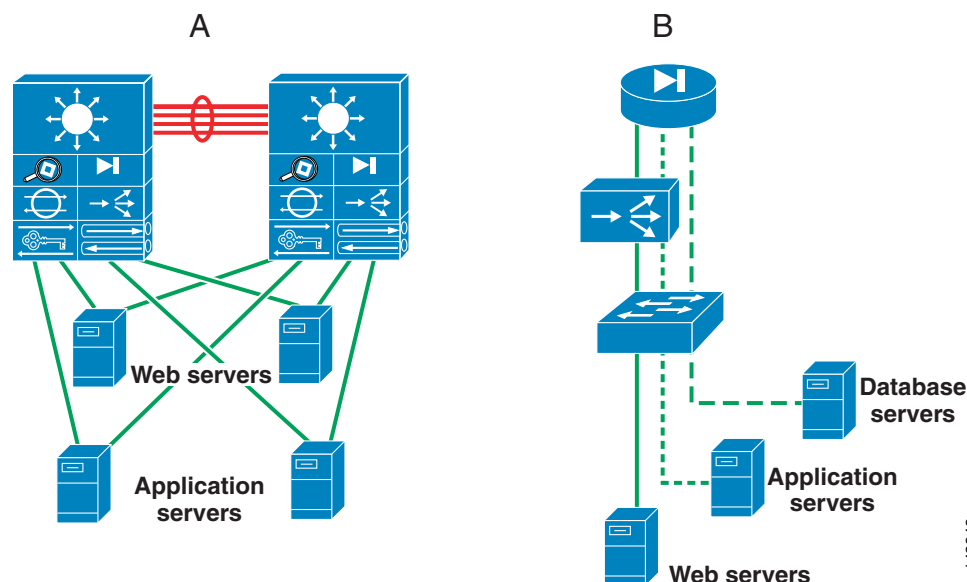 A
B
Web servers
Application
servers
Database
servers
Application
servers
Web servers